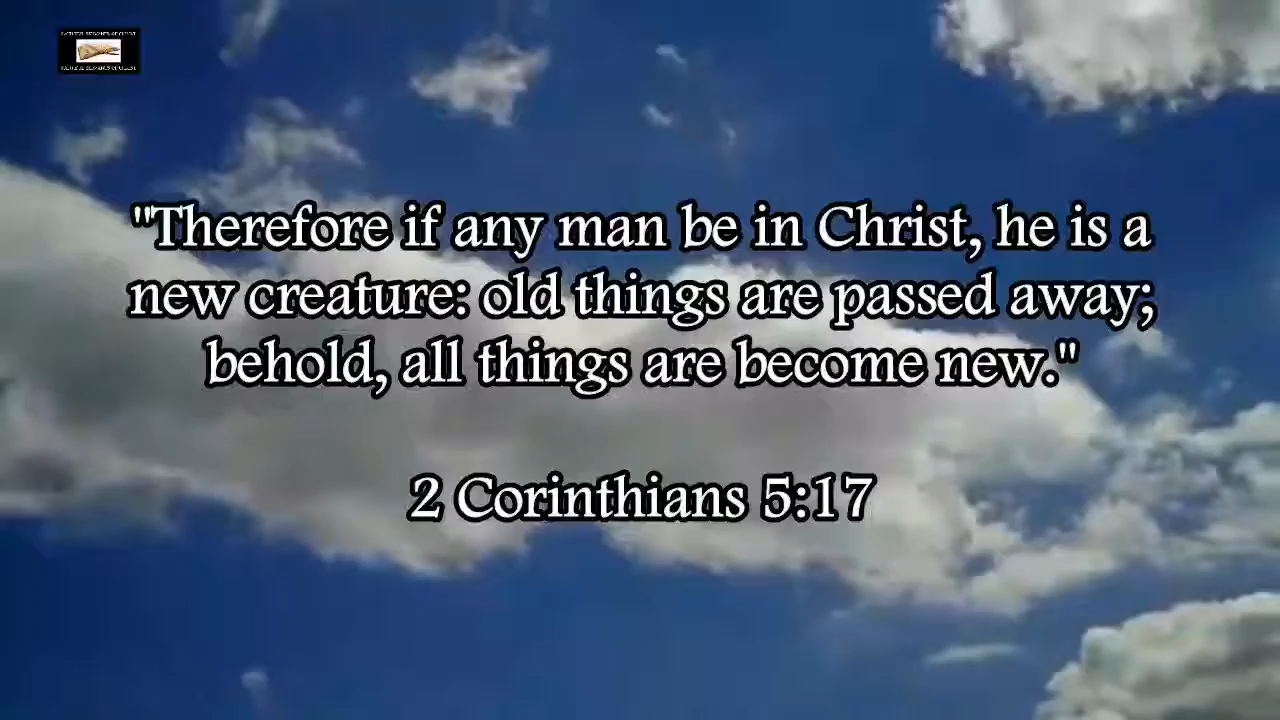 "Therefore if any man be in Christ, he is a
new creature: old things are passed away;
behold, all things are become new."
2 Corinthians 5:17